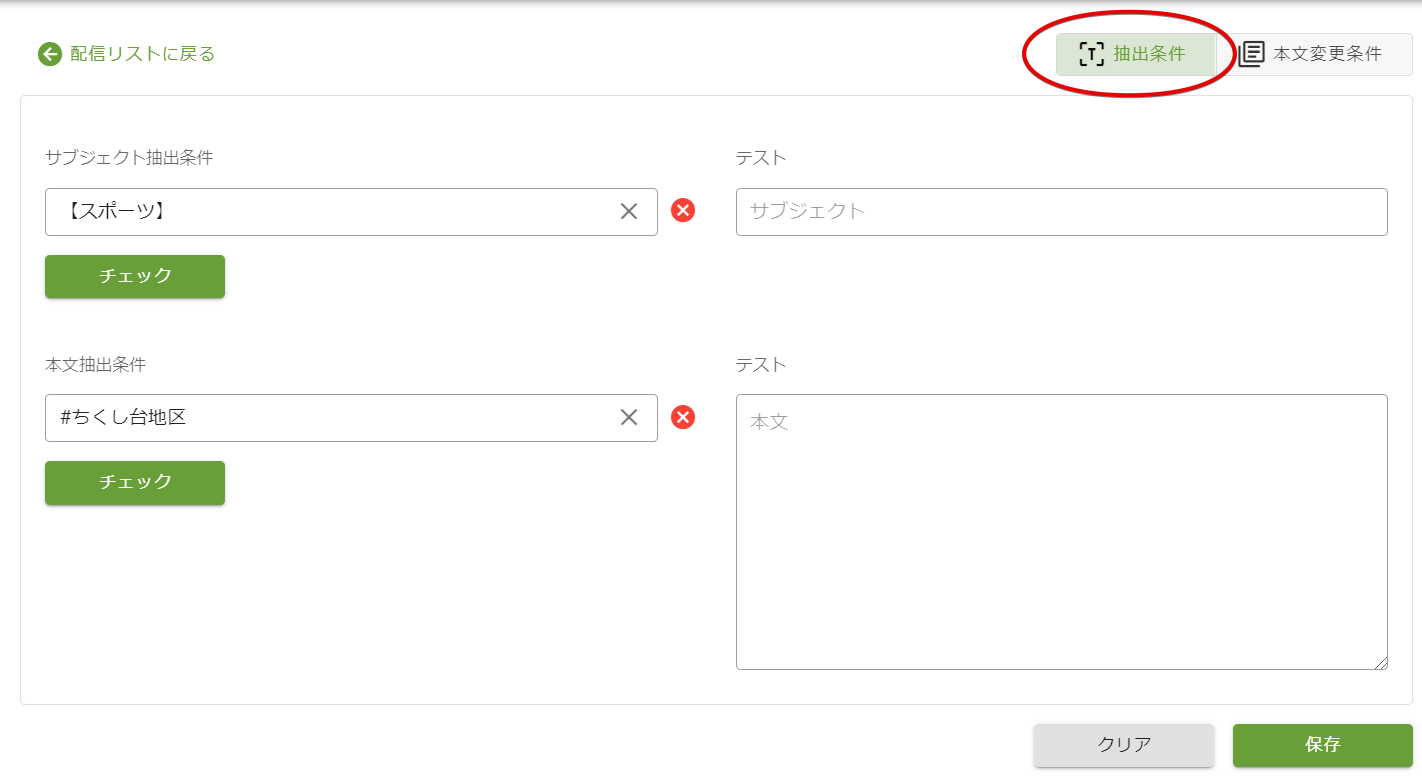 配信リストに戻る
抽出条件
本文変更条件
サブジェクト抽出条件
テスト
【スポーツ】
サブジェクト
チェック
本文抽出条件
テスト
#ちくし台地区
本文
チェック
クリア
保存